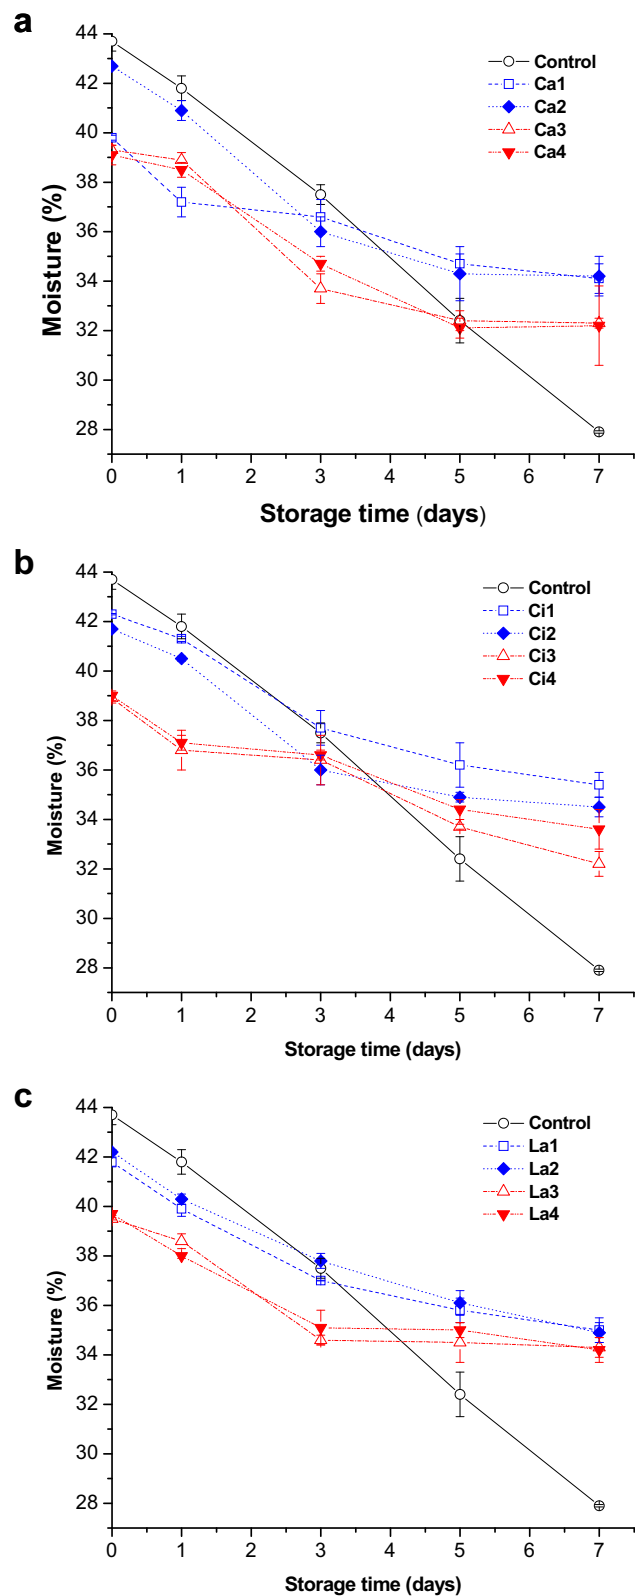 a
44
42
40
38
36
34
32
30
28
Moisture (%)
Control
Ca1
Ca2
Ca3
Ca4
0 1 2 3 4 5 6 7
Storage time (days)
b
44
42
40
38
36
34
32
30
28
Moisture (%)
Control
Ci1
Ci2
Ci3
Ci4
0 1 2 3 4 5 6 7
Storage time (days)
c
44
42
40
38
36
34
32
30
28
Moisture (%)
Control
La1
La2
La3
La4
0 1 2 3 4 5 6 7
Storage time (days)